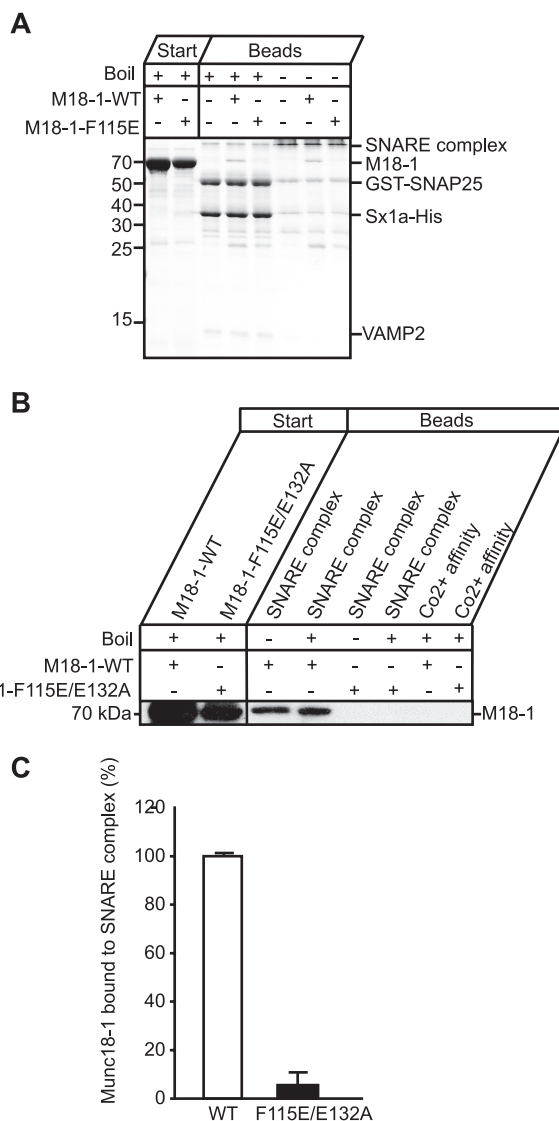 A
Start Beads
Boil + + + + + - - -
M18-1-WT + - - + - - + -
M18-1-F115E - + - - + - - +
SNARE complex
70 M18-1
50 GST-SNAP25
40
Sx1a-His
30
25
15
VAMP2
B
Start Beads
M18-1-WT
M18-1-F115E/E132A
SNARE complex
SNARE complex
SNARE complex
SNARE complex
Co2+ affinity
Co2+ affinity
Boil + + - + - + + +
M18-1-WT + - + + - - + -
1-F115E/E132A - + - - + + - +
70 kDa M18-1
C
Munc18-1 bound to SNARE complex (%)
120
100
80
60
40
20
0
WT F115E/E132A